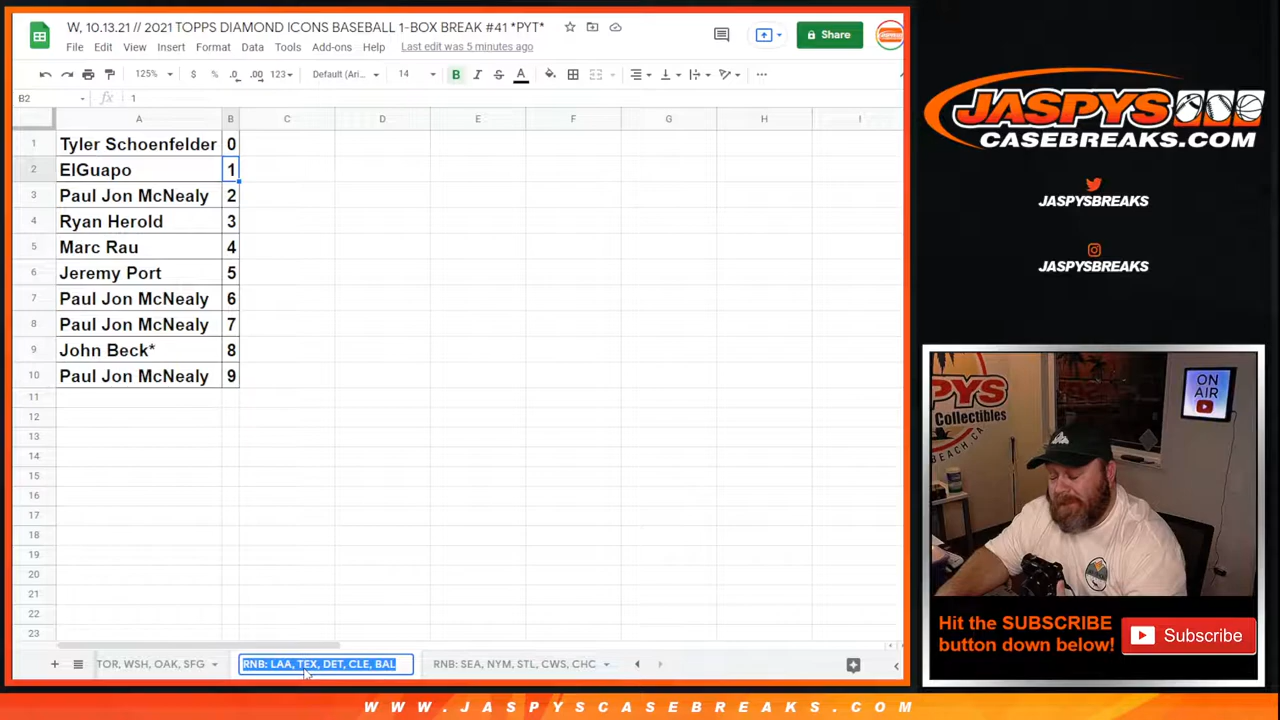 W, 10.13.21 // 2021 TOPPS DIAMOND ICONS BASEBALL 1-BOX BREAK #41 *PYT*
File Edit View Insert Format Data Tools Add-ons Help Last edit was 5 minutes ago
Share
125% $ % .0 .00 123 Default (Ari... 14 B I S A
B2 fx 1
A B C D E F G H I
1 Tyler Schoenfelder 0
2 ElGuapo 1
3 Paul Jon McNealy 2
4 Ryan Herold 3
5 Marc Rau 4
6 Jeremy Port 5
7 Paul Jon McNealy 6
8 Paul Jon McNealy 7
9 John Beck* 8
10 Paul Jon McNealy 9
11
12
13
14
15
16
17
18
19
20
21
22
23
TOR, WSH, OAK, SFG
RNB: LAA, TEX, DET, CLE, BAL
RNB: SEA, NYM, STL, CWS, CHC
JASPYS
CASEBREAKS.COM
JASPYSBREAKS
JASPYSBREAKS
PYS
Collectibles
BEACH, CA
ON
AIR
Hit the SUBSCRIBE
button down below!
Subscribe
WWW.JASPYSCASEBREAKS.COM